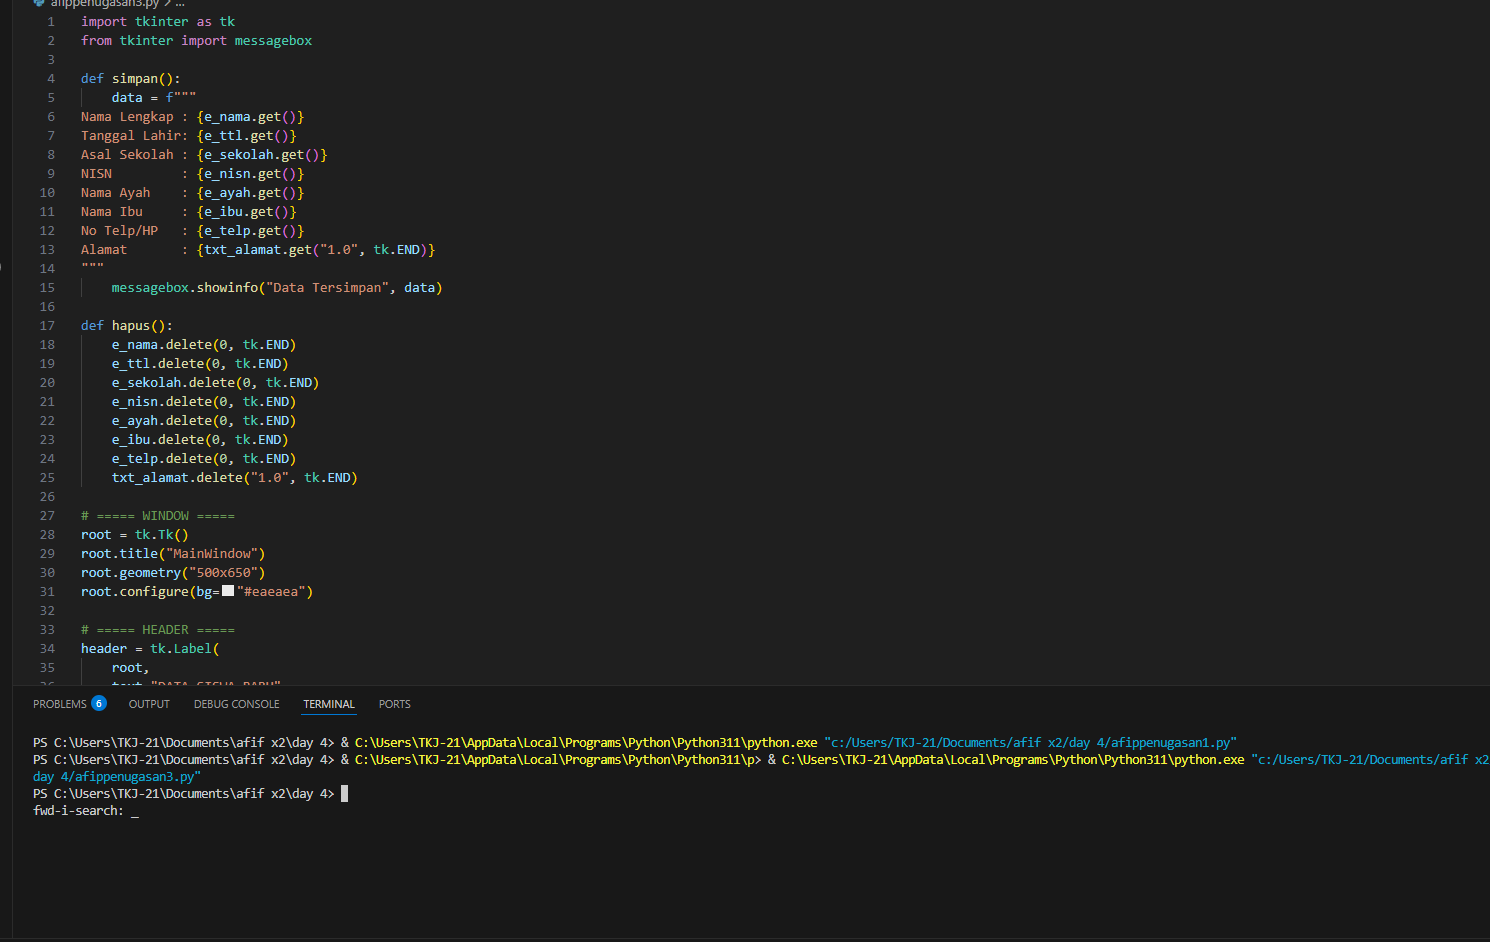 afippenugasan3.py > ...
1 import tkinter as tk
2 from tkinter import messagebox
3
4 def simpan():
5     data = f"""
6 Nama Lengkap : {e_nama.get()}
7 Tanggal Lahir: {e_ttl.get()}
8 Asal Sekolah : {e_sekolah.get()}
9 NISN         : {e_nisn.get()}
10 Nama Ayah    : {e_ayah.get()}
11 Nama Ibu     : {e_ibu.get()}
12 No Telp/HP   : {e_telp.get()}
13 Alamat       : {txt_alamat.get("1.0", tk.END)}
14 """
15     messagebox.showinfo("Data Tersimpan", data)
16
17 def hapus():
18     e_nama.delete(0, tk.END)
19     e_ttl.delete(0, tk.END)
20     e_sekolah.delete(0, tk.END)
21     e_nisn.delete(0, tk.END)
22     e_ayah.delete(0, tk.END)
23     e_ibu.delete(0, tk.END)
24     e_telp.delete(0, tk.END)
25     txt_alamat.delete("1.0", tk.END)
26
27 # ===== WINDOW =====
28 root = tk.Tk()
29 root.title("MainWindow")
30 root.geometry("500x650")
31 root.configure(bg="#eaeaea")
32
33 # ===== HEADER =====
34 header = tk.Label(
35     root,
36     text="DATA SISWA BARU"
PROBLEMS 6 OUTPUT DEBUG CONSOLE TERMINAL PORTS
PS C:\Users\TKJ-21\Documents\afif x2\day 4> & C:\Users\TKJ-21\AppData\Local\Programs\Python\Python311\python.exe "c:/Users/TKJ-21/Documents/afif x2/day 4/afippenugasan1.py"
PS C:\Users\TKJ-21\Documents\afif x2\day 4> & C:\Users\TKJ-21\AppData\Local\Programs\Python\Python311\p> & C:\Users\TKJ-21\AppData\Local\Programs\Python\Python311\python.exe "c:/Users/TKJ-21/Documents/afif x2
day 4/afippenugasan3.py"
PS C:\Users\TKJ-21\Documents\afif x2\day 4>
fwd-i-search: _